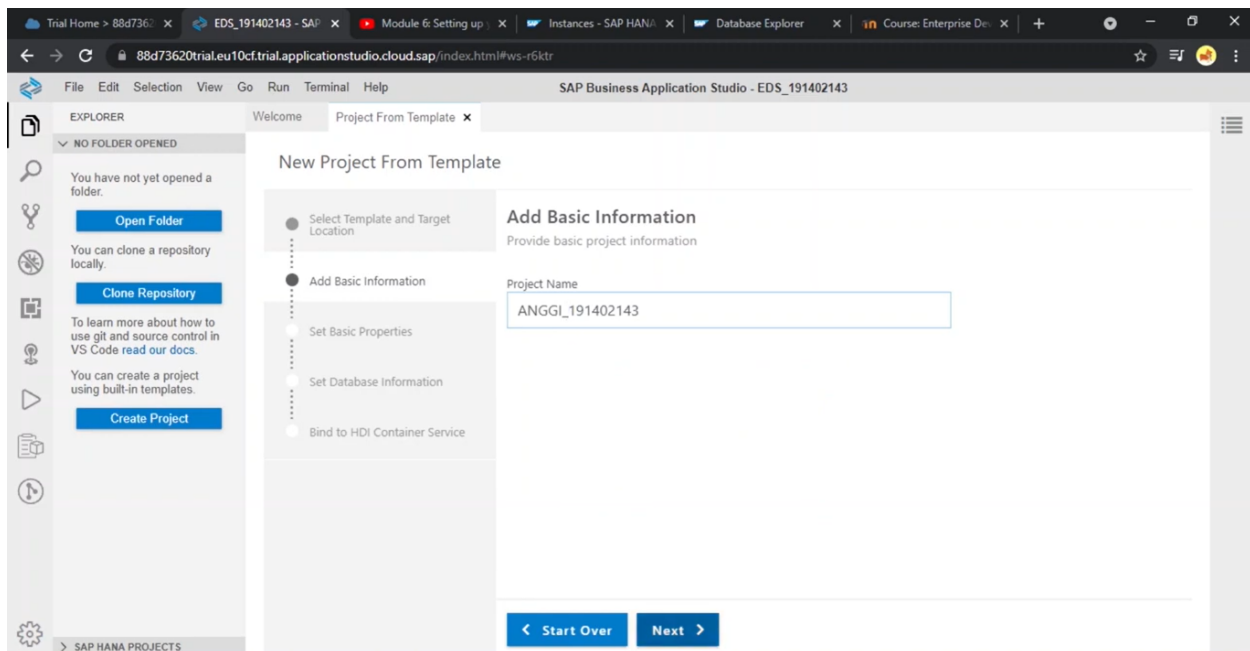 Trial Home > 88d7362
EDS_191402143 - SAP
Module 6: Setting up y
Instances - SAP HANA
Database Explorer
in Course: Enterprise De
88d73620trial.eu10cf.trial.applicationstudio.cloud.sap/index.html#ws-r6ktr
File Edit Selection View Go Run Terminal Help
SAP Business Application Studio - EDS_191402143
EXPLORER
NO FOLDER OPENED
You have not yet opened a
folder.
Open Folder
You can clone a repository
locally.
Clone Repository
To learn more about how to
use git and source control in
VS Code read our docs.
You can create a project
using built-in templates.
Create Project
SAP HANA PROJECTS
Welcome
Project From Template
New Project From Template
Select Template and Target
Location
Add Basic Information
Set Basic Properties
Set Database Information
Bind to HDI Container Service
Add Basic Information
Provide basic project information
Project Name
ANGGI_191402143
Start Over
Next